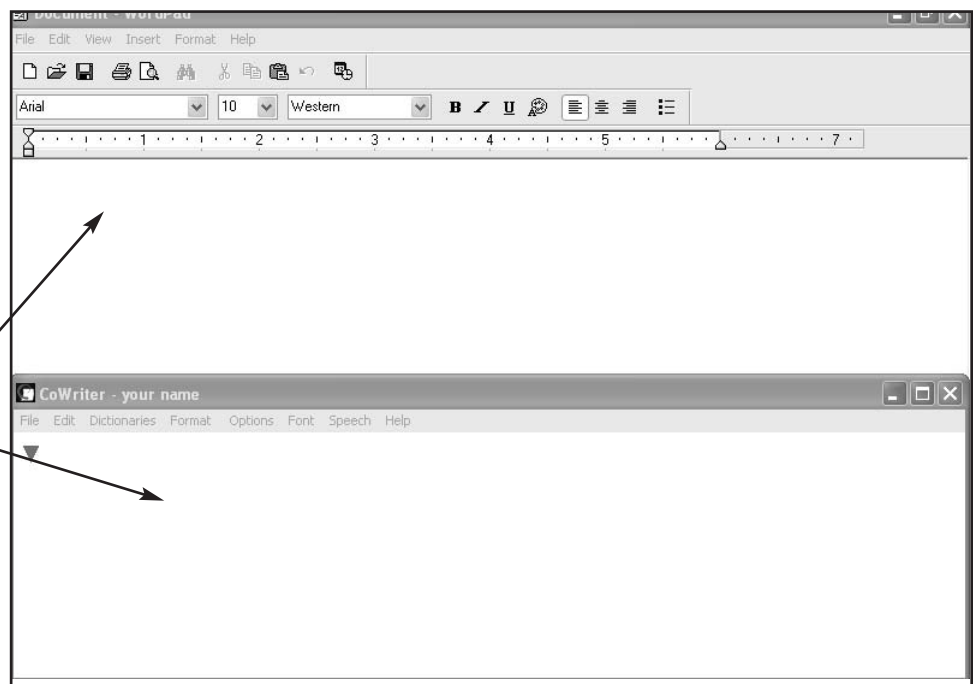 Document - WordPad
File Edit View Insert Format Help
Arial 10 Western B / U
1 2 3 4 5 7
CoWriter - your name
File Edit Dictionaries Format Options Font Speech Help